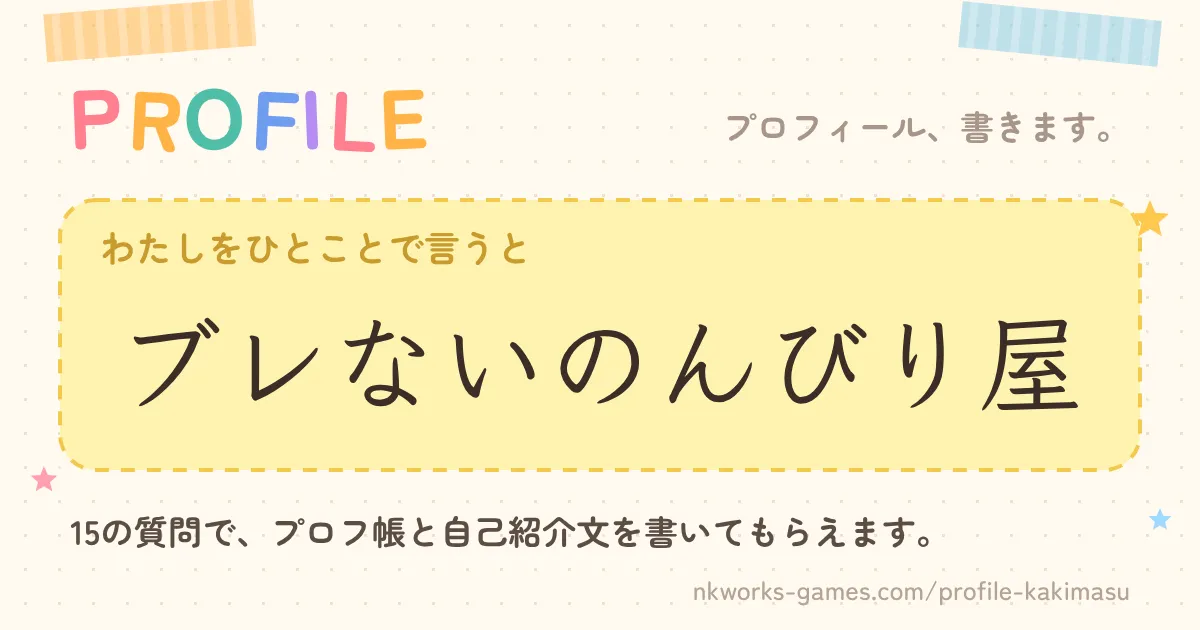 PROFILE
プロフィール、書きます。
わたしをひとことで言うと
ブレないのんびり屋
15の質問で、プロフ帳と自己紹介文を書いてもらえます。
nkworks-games.com/profile-kakimasu